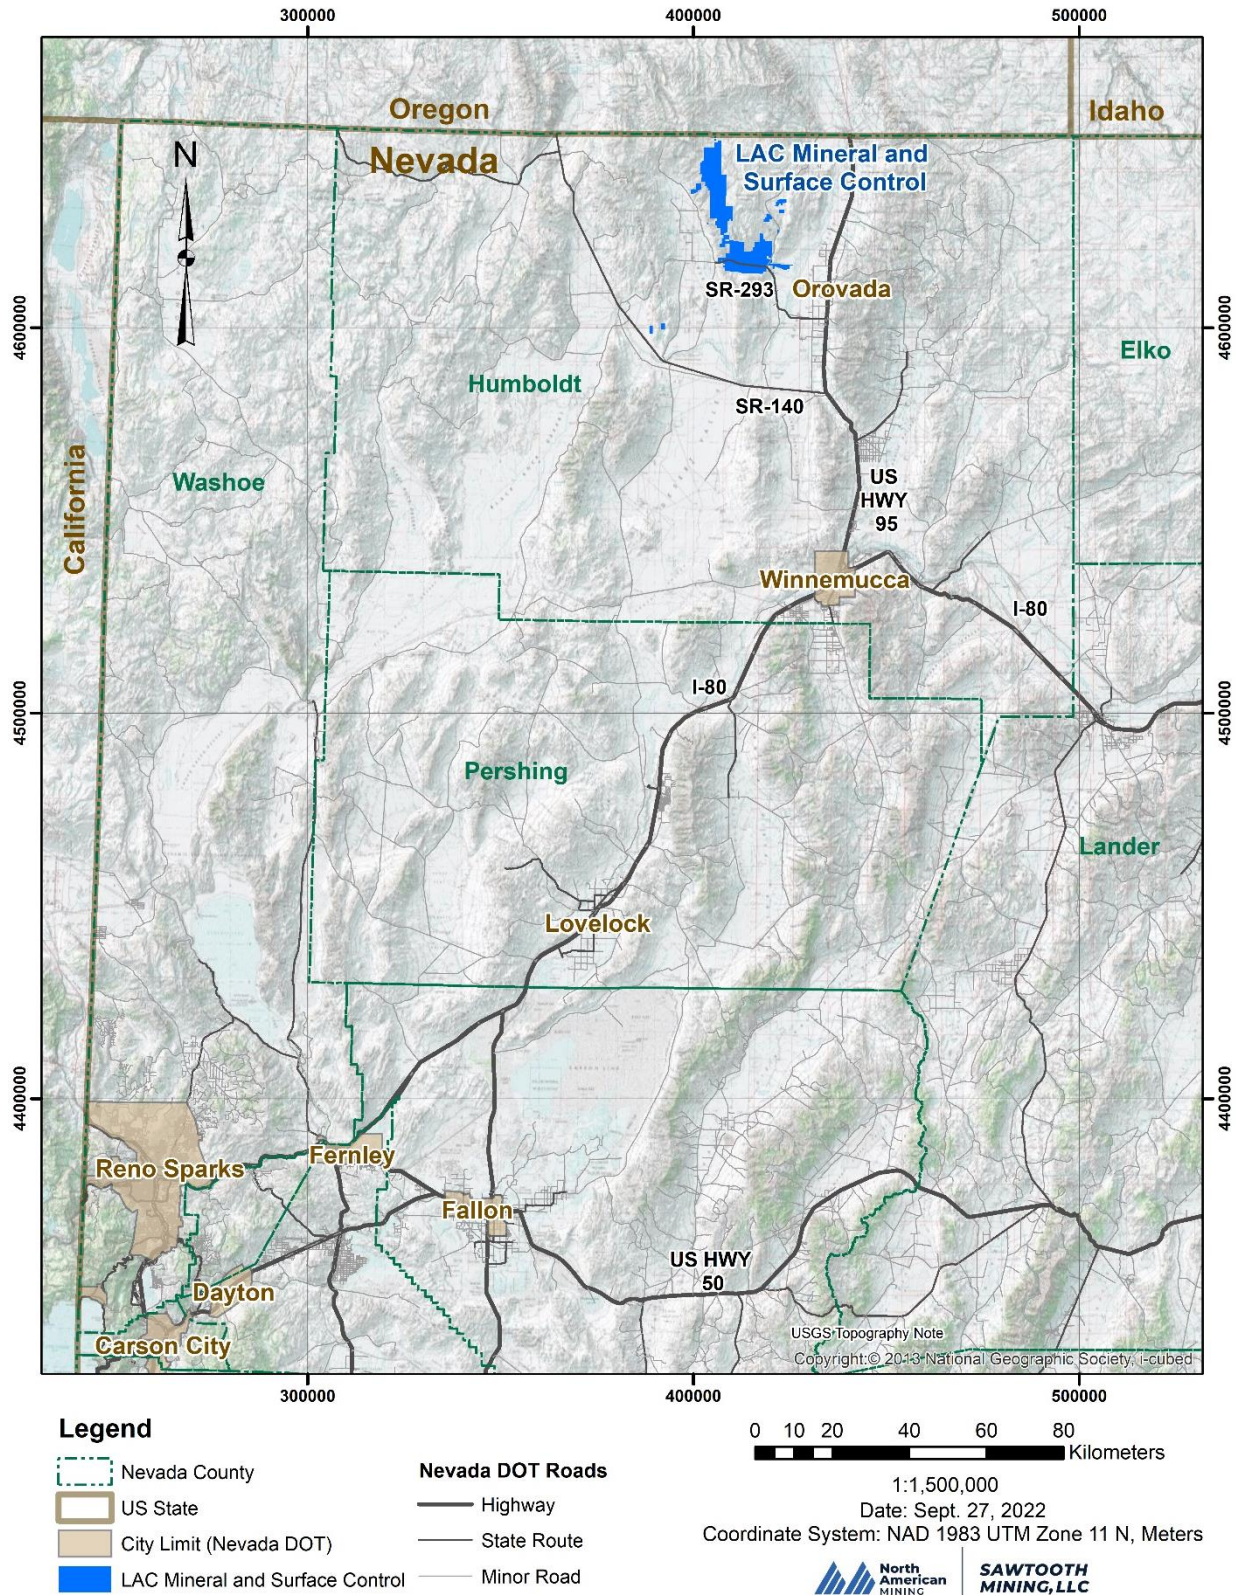 300000 400000 500000
Oregon
Idaho
Nevada
N
LAC Mineral and
Surface Control
SR-293
Orovada
4600000
4600000
Elko
Humboldt
SR-140
California
Washoe
US
HWY
95
Winnemucca
I-80
I-80
4500000
4500000
Pershing
Lander
Lovelock
4400000
4400000
Reno Sparks
Fernley
Fallon
US HWY
50
Dayton
Carson City
USGS Topography Note
Copyright:© 2013 National Geographic Society, i-cubed
300000 400000 500000
Legend
Nevada County
US State
City Limit (Nevada DOT)
LAC Mineral and Surface Control
Nevada DOT Roads
Highway
State Route
Minor Road
0 10 20 40 60 80
Kilometers
1:1,500,000
Date: Sept. 27, 2022
Coordinate System: NAD 1983 UTM Zone 11 N, Meters
North
American
MINING
SAWTOOTH
MINING, LLC